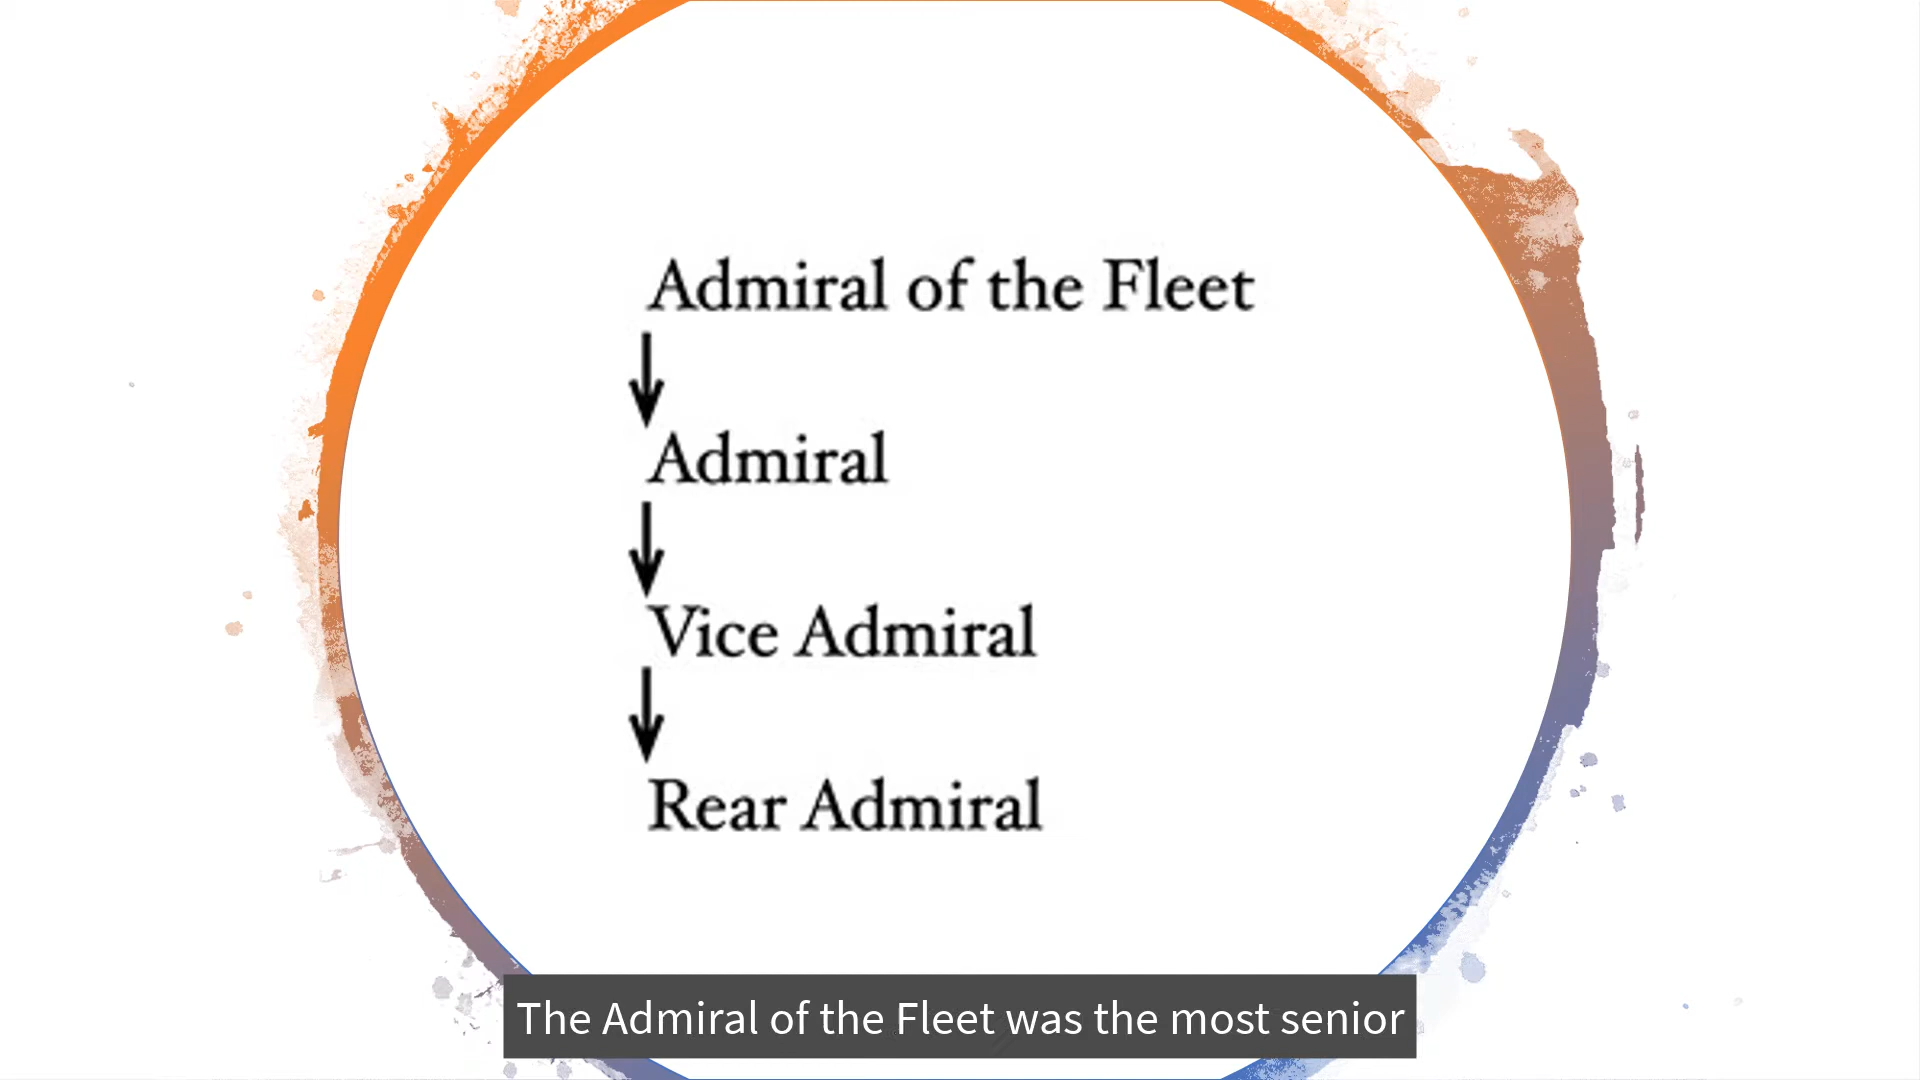 Admiral of the Fleet
Admiral
Vice Admiral
Rear Admiral
The Admiral of the Fleet was the most senior